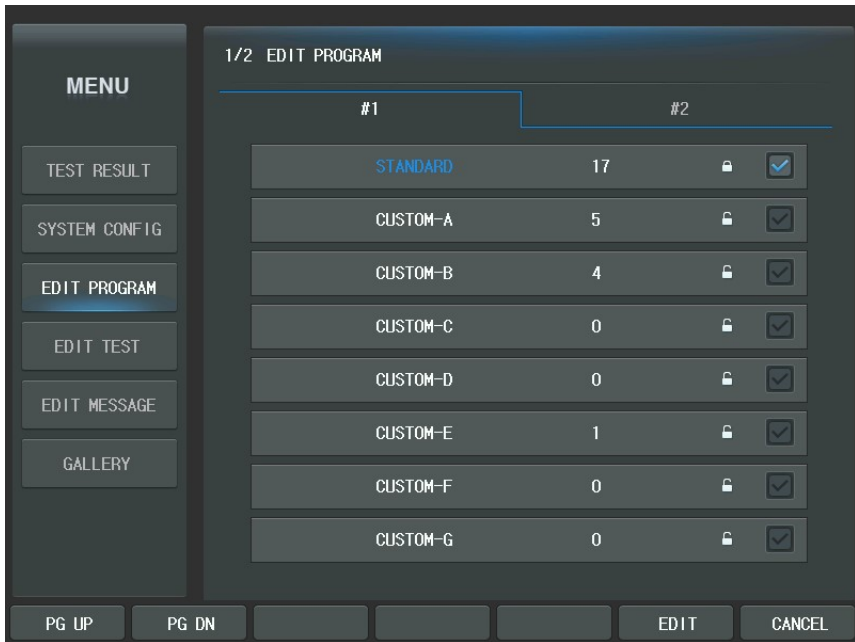 MENU
TEST RESULT
SYSTEM CONFIG
EDIT PROGRAM
EDIT TEST
EDIT MESSAGE
GALLERY
1/2 EDIT PROGRAM
#1 #2
STANDARD 17
CUSTOM-A 5
CUSTOM-B 4
CUSTOM-C 0
CUSTOM-D 0
CUSTOM-E 1
CUSTOM-F 0
CUSTOM-G 0
PG UP PG DN EDIT CANCEL